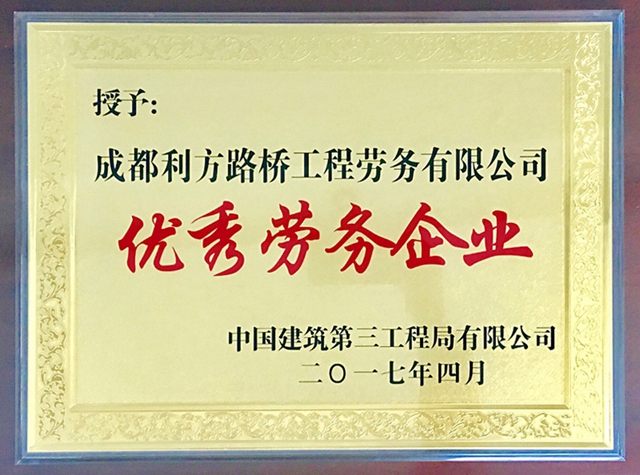 授予:
成都利方路桥工程劳务有限公司
优秀劳务企业
中国建筑第三工程局有限公司
二〇一七年四月